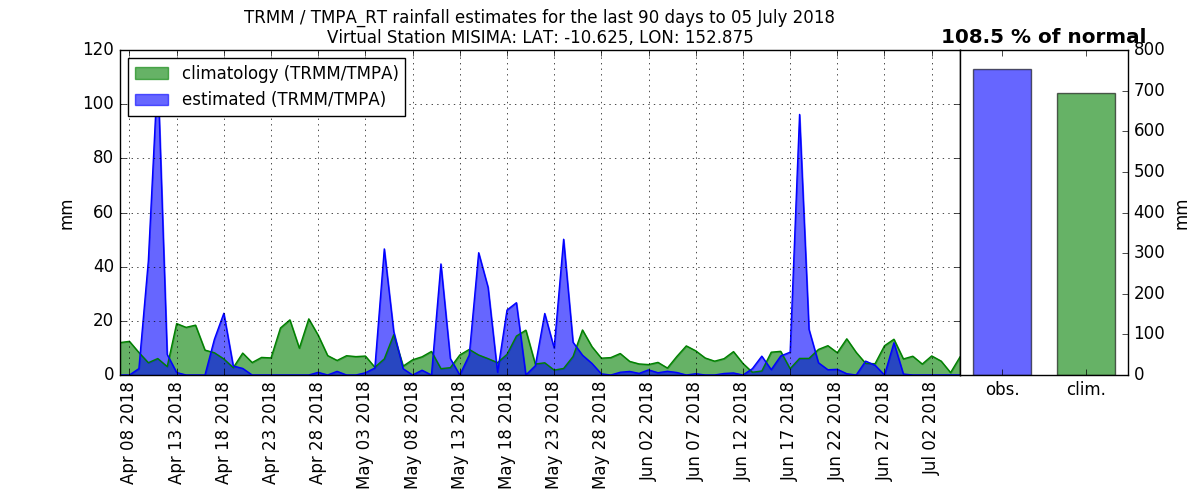 TRMM / TMPA_RT rainfall estimates for the last 90 days to 05 July 2018
Virtual Station MISIMA: LAT: -10.625, LON: 152.875
108.5 % of normal
climatology (TRMM/TMPA)
estimated (TRMM/TMPA)
120
100
80
60
40
20
0
mm
800
700
600
500
400
300
200
100
0
mm
Apr 08 2018
Apr 13 2018
Apr 18 2018
Apr 23 2018
Apr 28 2018
May 03 2018
May 08 2018
May 13 2018
May 18 2018
May 23 2018
May 28 2018
Jun 02 2018
Jun 07 2018
Jun 12 2018
Jun 17 2018
Jun 22 2018
Jun 27 2018
Jul 02 2018
obs.
clim.